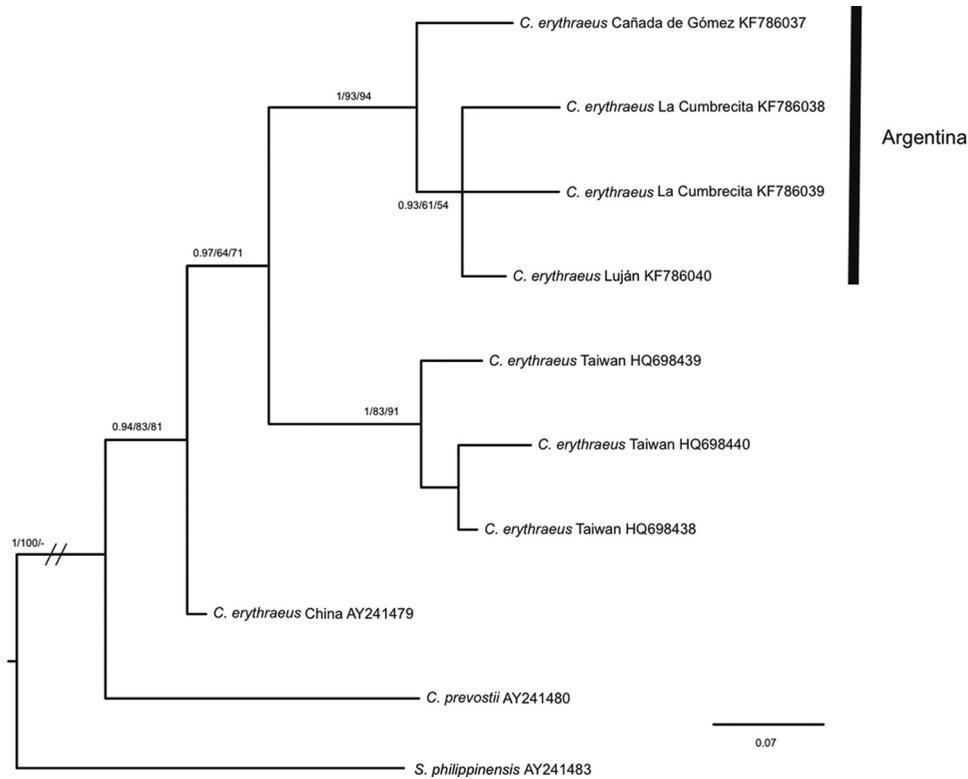 C. erythraeus Cañada de Gómez KF786037
1/93/94
C. erythraeus La Cumbrecita KF786038
Argentina
C. erythraeus La Cumbrecita KF786039
0.93/61/54
0.97/64/71
C. erythraeus Luján KF786040
C. erythraeus Taiwan HQ698439
1/83/91
0.94/83/81
C. erythraeus Taiwan HQ698440
C. erythraeus Taiwan HQ698438
1/100/-
C. erythraeus China AY241479
C. prevostii AY241480
0.07
S. philippinensis AY241483